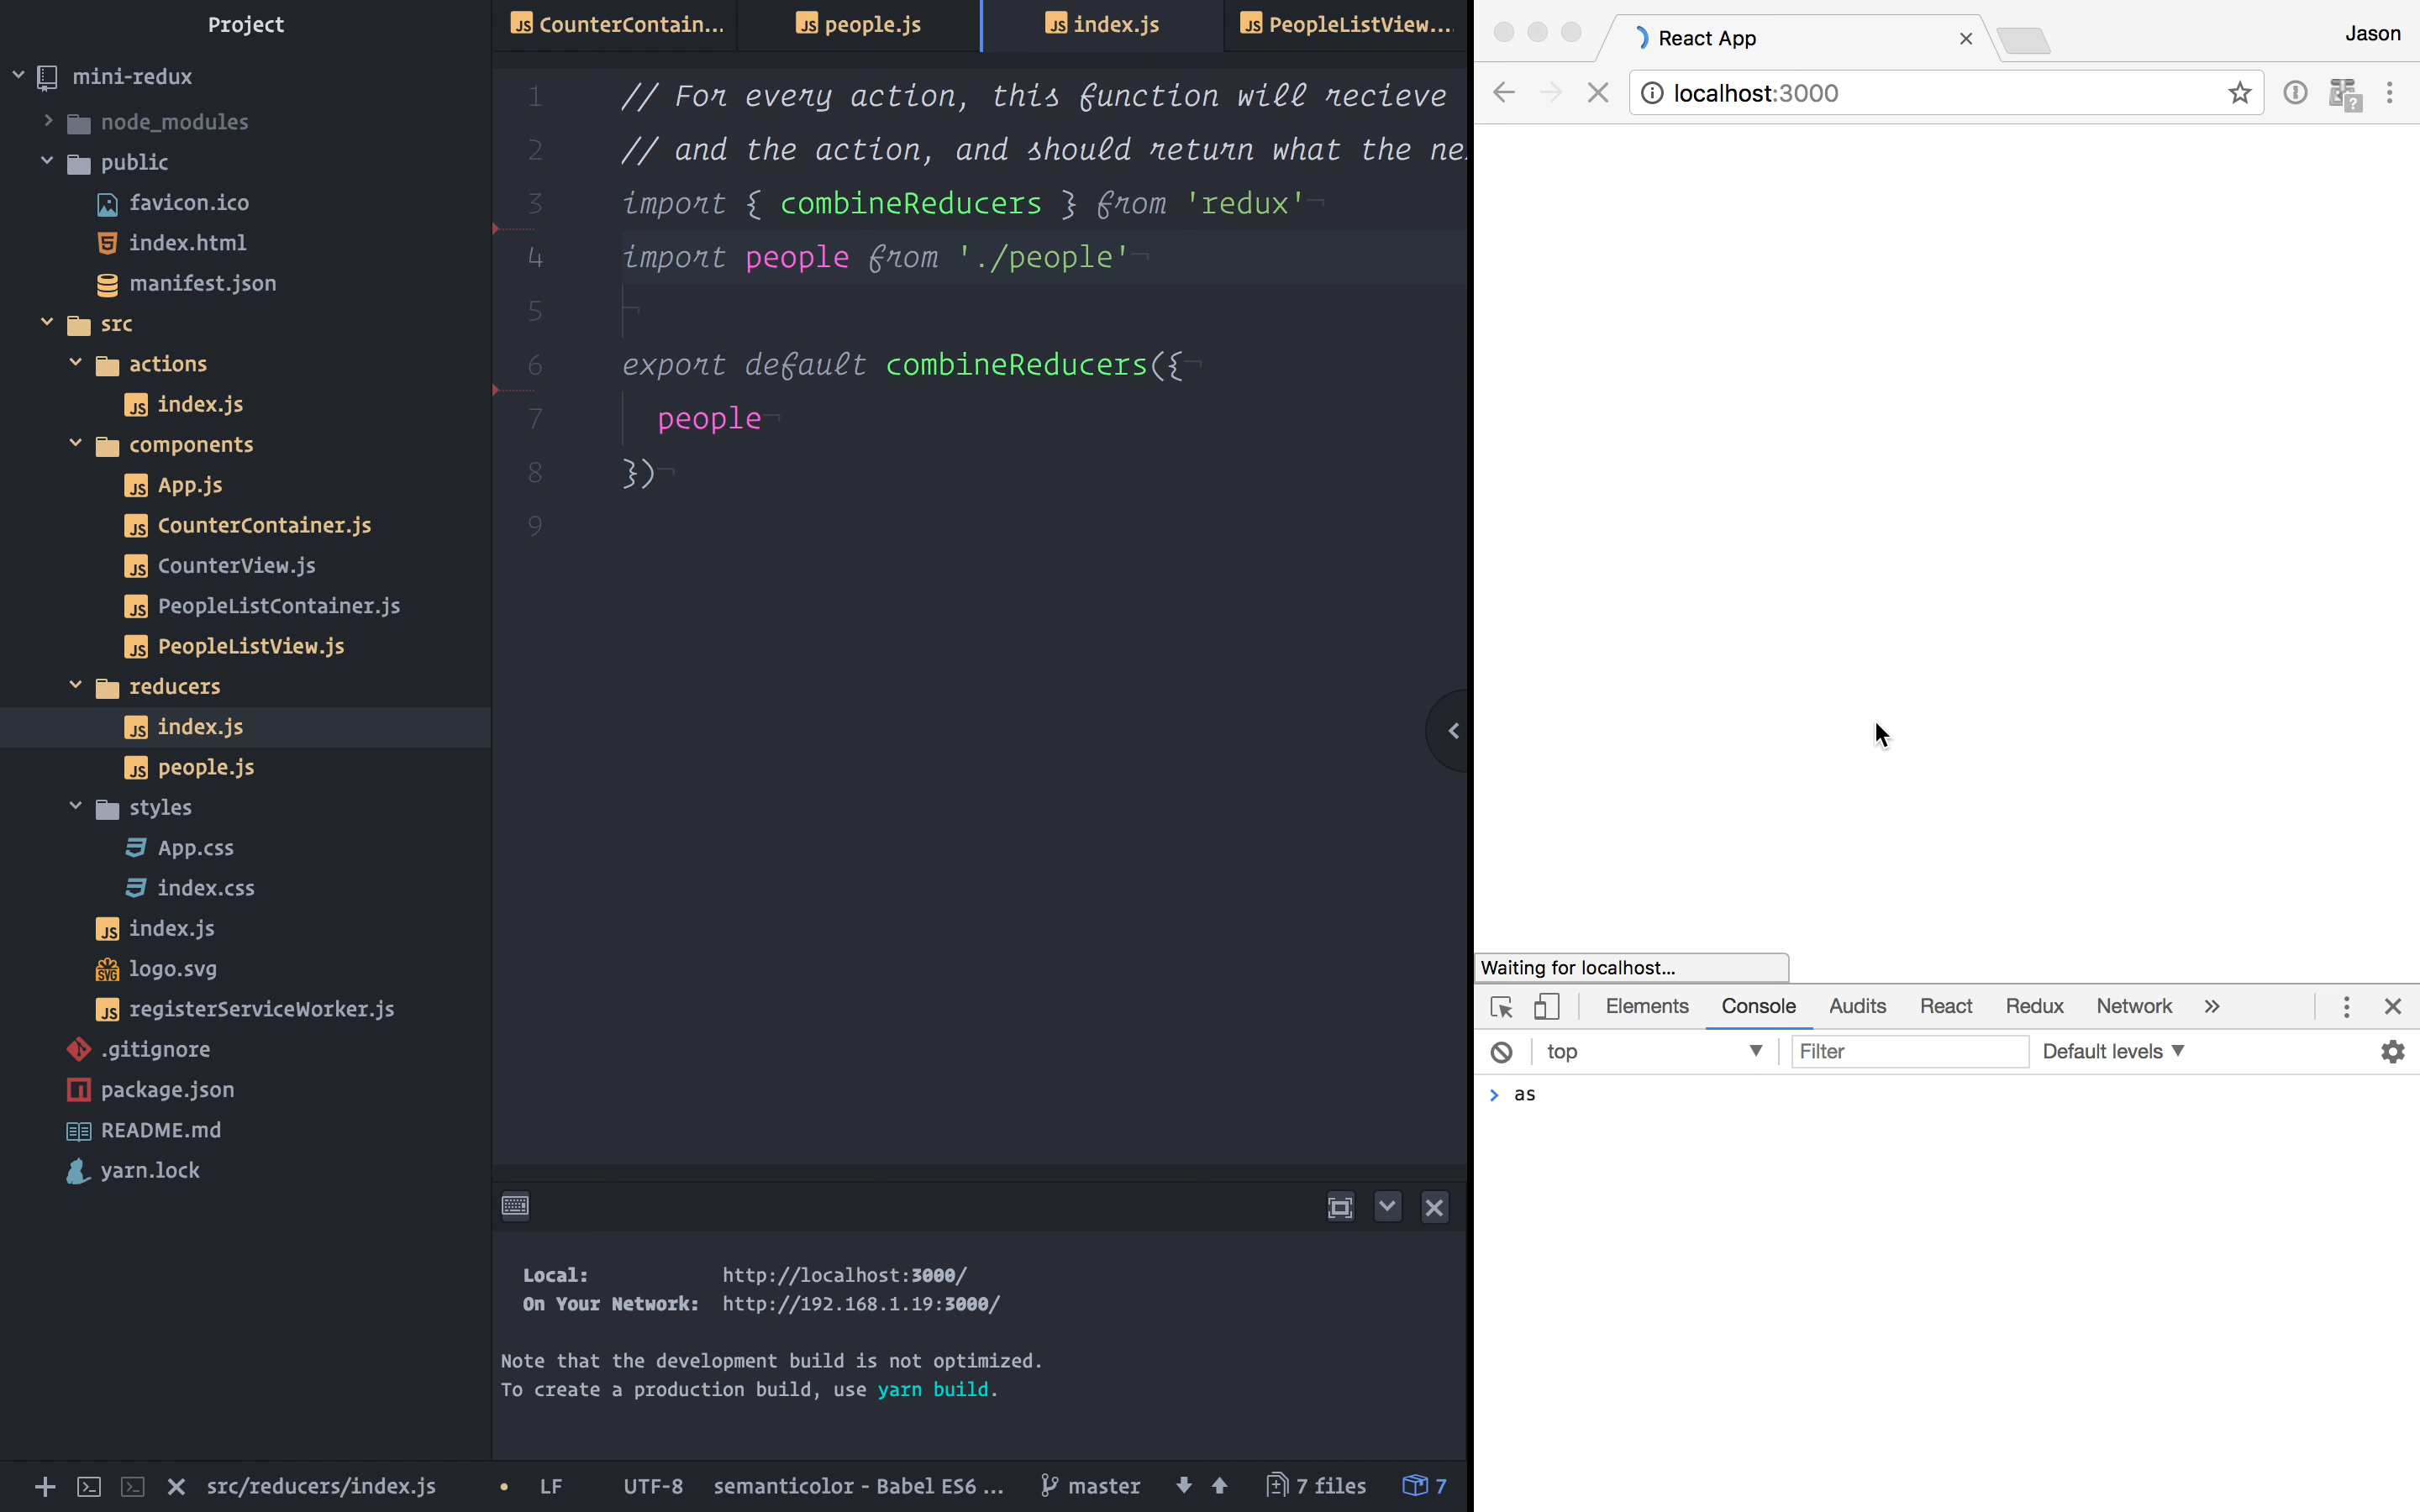 Project
mini-redux
node_modules
public
favicon.ico
index.html
manifest.json
src
actions
index.js
components
App.js
CounterContainer.js
CounterView.js
PeopleListContainer.js
PeopleListView.js
reducers
index.js
people.js
styles
App.css
index.css
index.js
logo.svg
registerServiceWorker.js
.gitignore
package.json
README.md
yarn.lock
CounterContain...
people.js
index.js
PeopleListView...
1 // For every action, this function will recieve
2 // and the action, and should return what the ne
3 import { combineReducers } from 'redux'¬
4 import people from './people'¬
5 ¬
6 export default combineReducers({¬
7 people¬
8 })¬
9
Local: http://localhost:3000/
On Your Network: http://192.168.1.19:3000/
Note that the development build is not optimized.
To create a production build, use yarn build.
src/reducers/index.js
LF
UTF-8
semanticolor - Babel ES6 ...
master
7 files
7
React App
Jason
localhost:3000
Waiting for localhost...
Elements Console Audits React Redux Network »
top
Filter
Default levels
> as